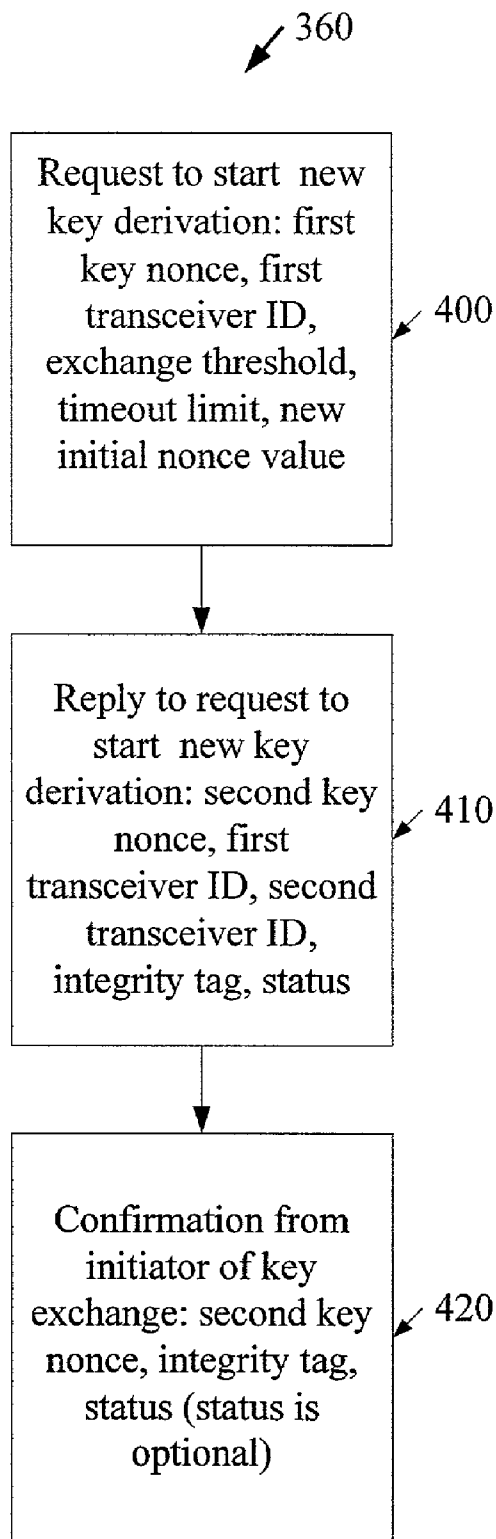 360
Request to start new
key derivation: first
key nonce, first
transceiver ID,
exchange threshold,
timeout limit, new
initial nonce value
400
Reply to request to
start new key
derivation: second key
nonce, first
transceiver ID, second
transceiver ID,
integrity tag, status
410
Confirmation from
initiator of key
exchange: second key
nonce, integrity tag,
status (status is
optional)
420